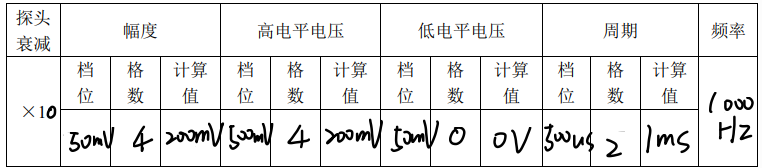 探头衰减 幅度 高电平电压 低电平电压 周期 频率
×10 档位 格数 计算值 档位 格数 计算值 档位 格数 计算值 档位 格数 计算值 1000HZ
50mV 4 200mV 500mV 4 200mV 50mV 0 0V 500us 2 1ms